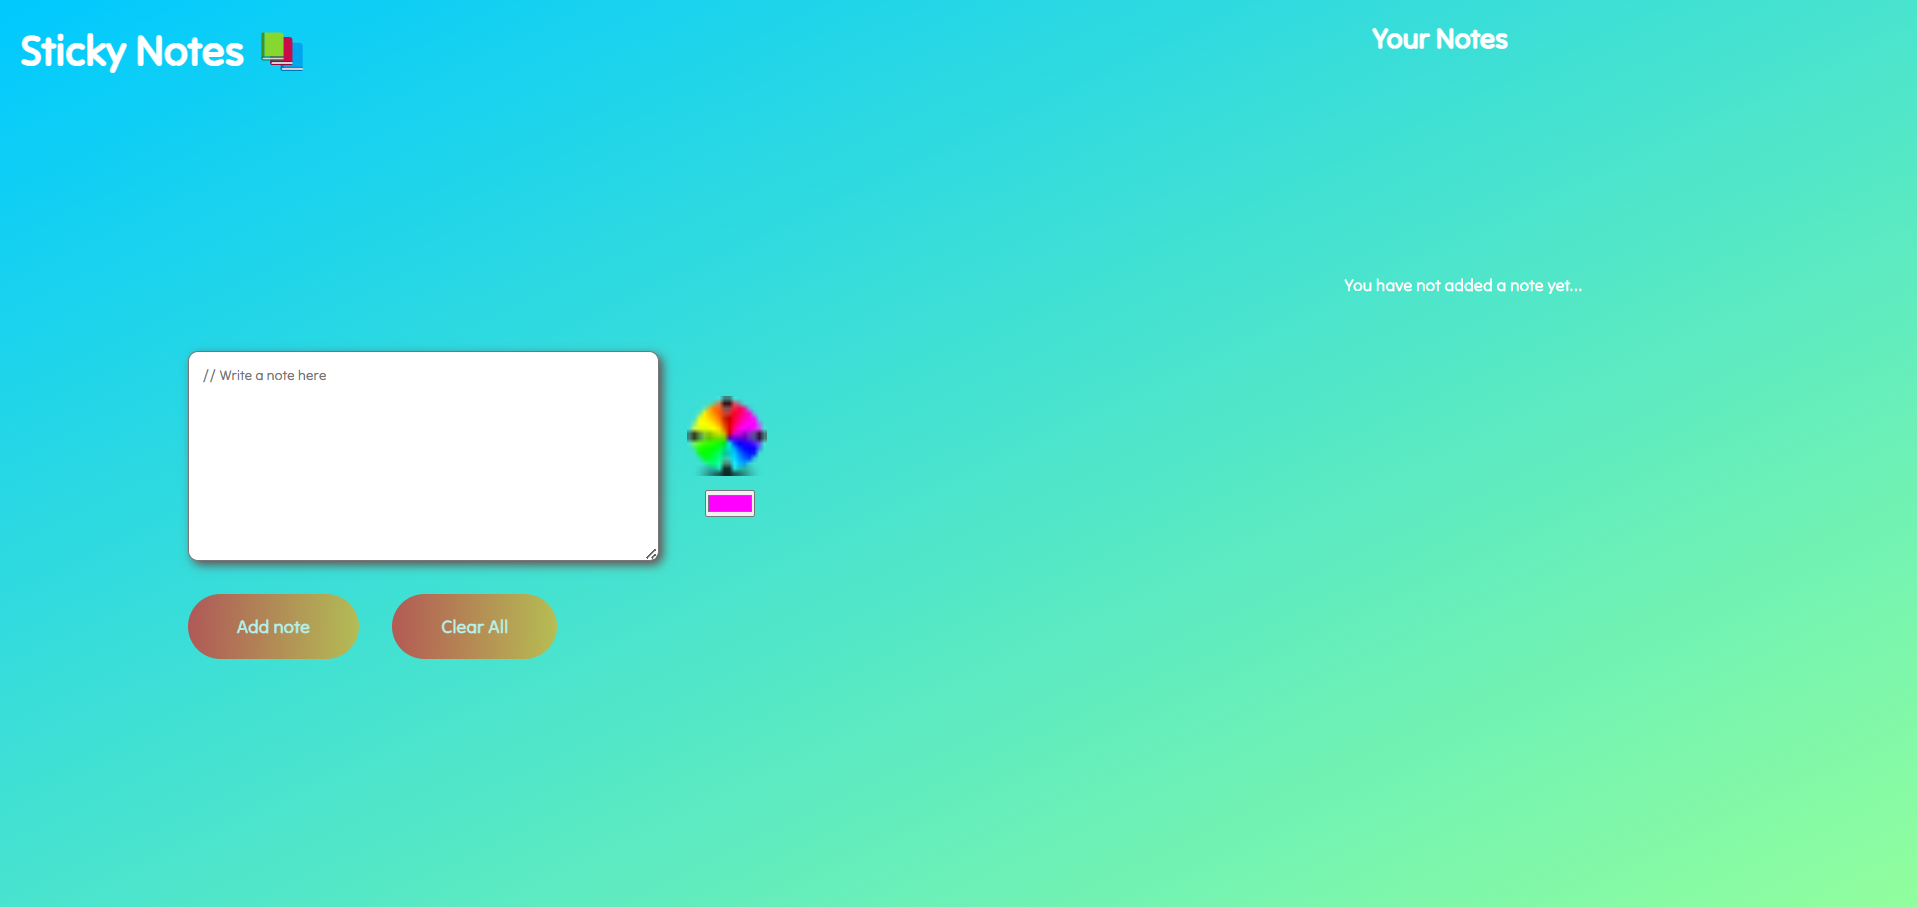 Sticky Notes
Your Notes
You have not added a note yet...
// Write a note here
Add note
Clear All